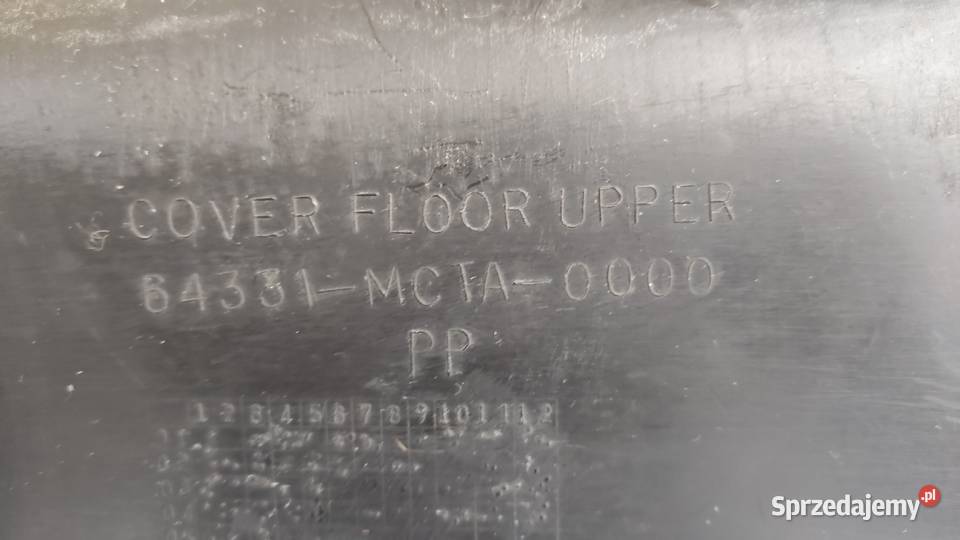 COVER FLOOR UPPER
64331-MCTA-0000
PP
1 2 3 4 5 6 7 8 9 10 11 12
Sprzedajemy.pl